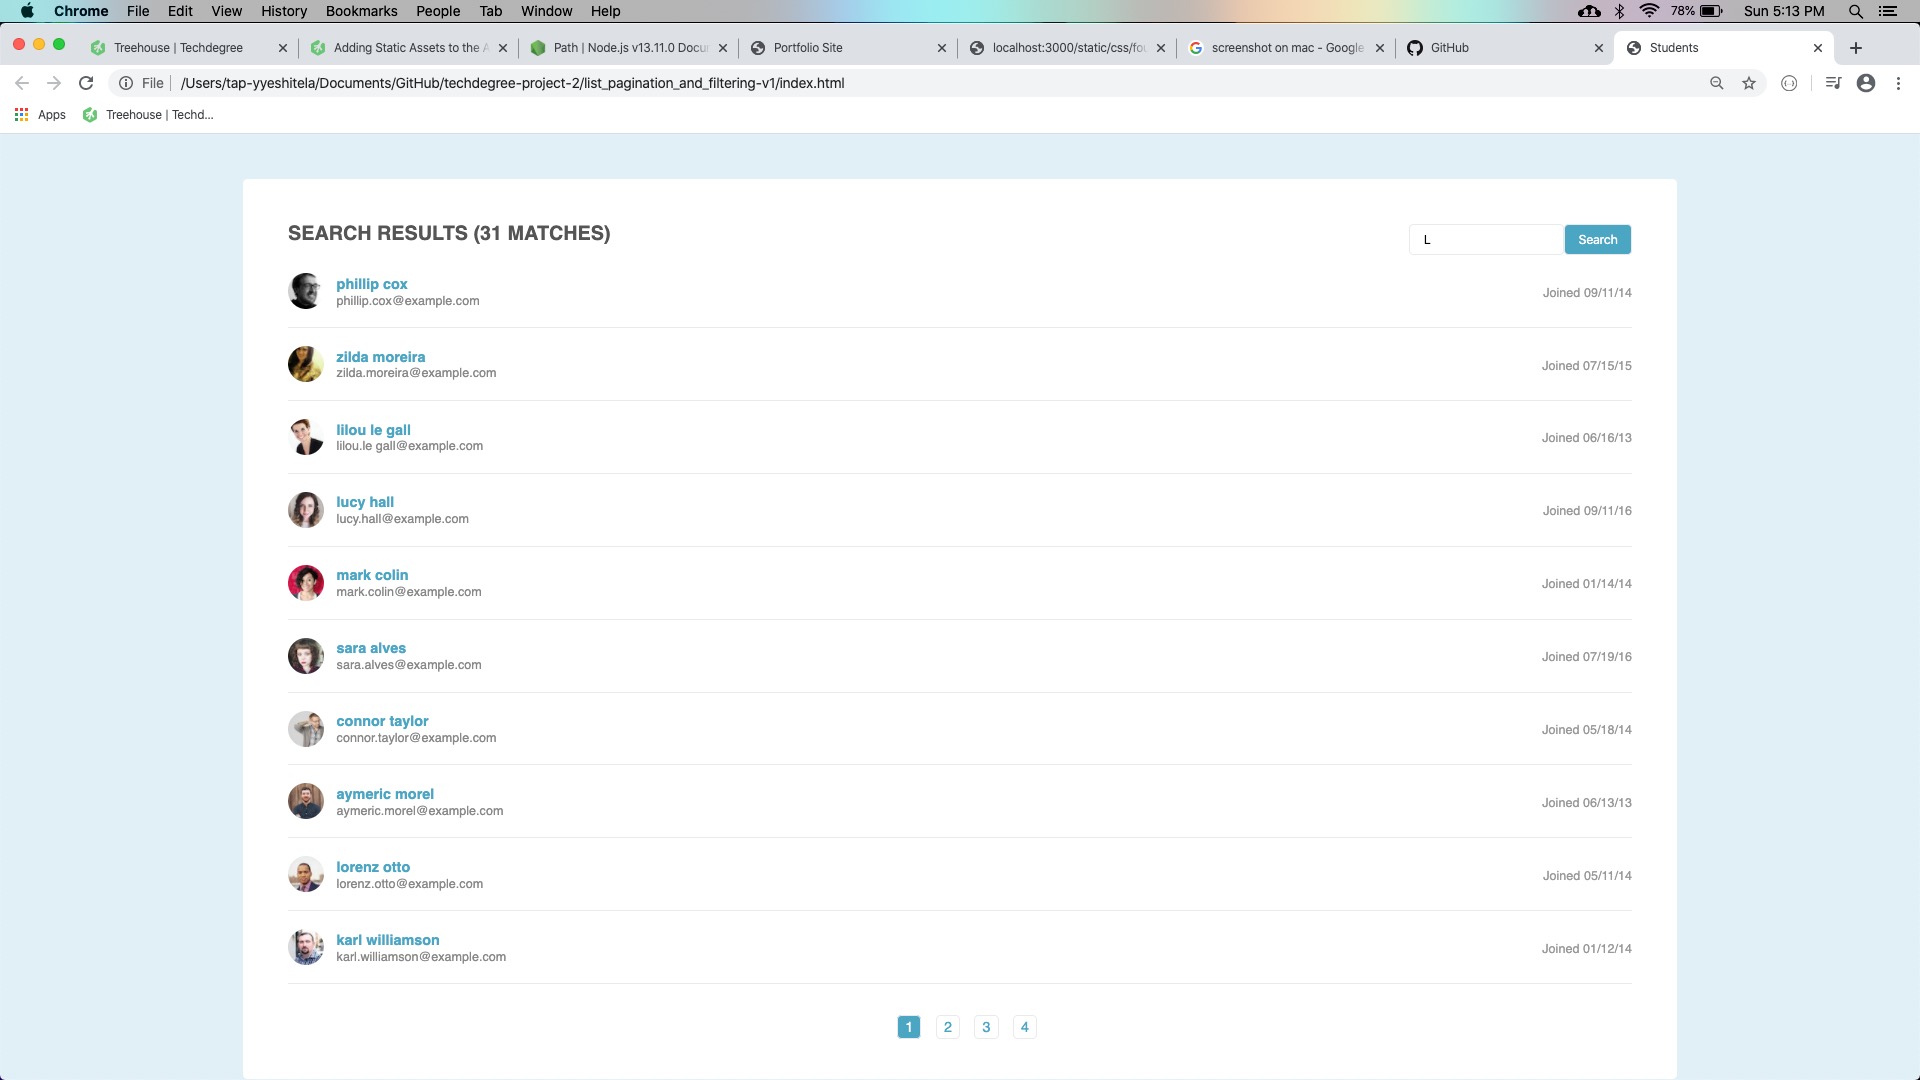 Chrome File Edit View History Bookmarks People Tab Window Help 78% Sun 5:13 PM
Treehouse | Techdegree Adding Static Assets to the A Path | Node.js v13.11.0 Docu Portfolio Site localhost:3000/static/css/fou screenshot on mac - Google GitHub Students
File /Users/tap-yyeshitela/Documents/GitHub/techdegree-project-2/list_pagination_and_filtering-v1/index.html
Apps Treehouse | Techd...
SEARCH RESULTS (31 MATCHES) L Search
phillip cox
phillip.cox@example.com
Joined 09/11/14
zilda moreira
zilda.moreira@example.com
Joined 07/15/15
lilou le gall
lilou.le gall@example.com
Joined 06/16/13
lucy hall
lucy.hall@example.com
Joined 09/11/16
mark colin
mark.colin@example.com
Joined 01/14/14
sara alves
sara.alves@example.com
Joined 07/19/16
connor taylor
connor.taylor@example.com
Joined 05/18/14
aymeric morel
aymeric.morel@example.com
Joined 06/13/13
lorenz otto
lorenz.otto@example.com
Joined 05/11/14
karl williamson
karl.williamson@example.com
Joined 01/12/14
1 2 3 4